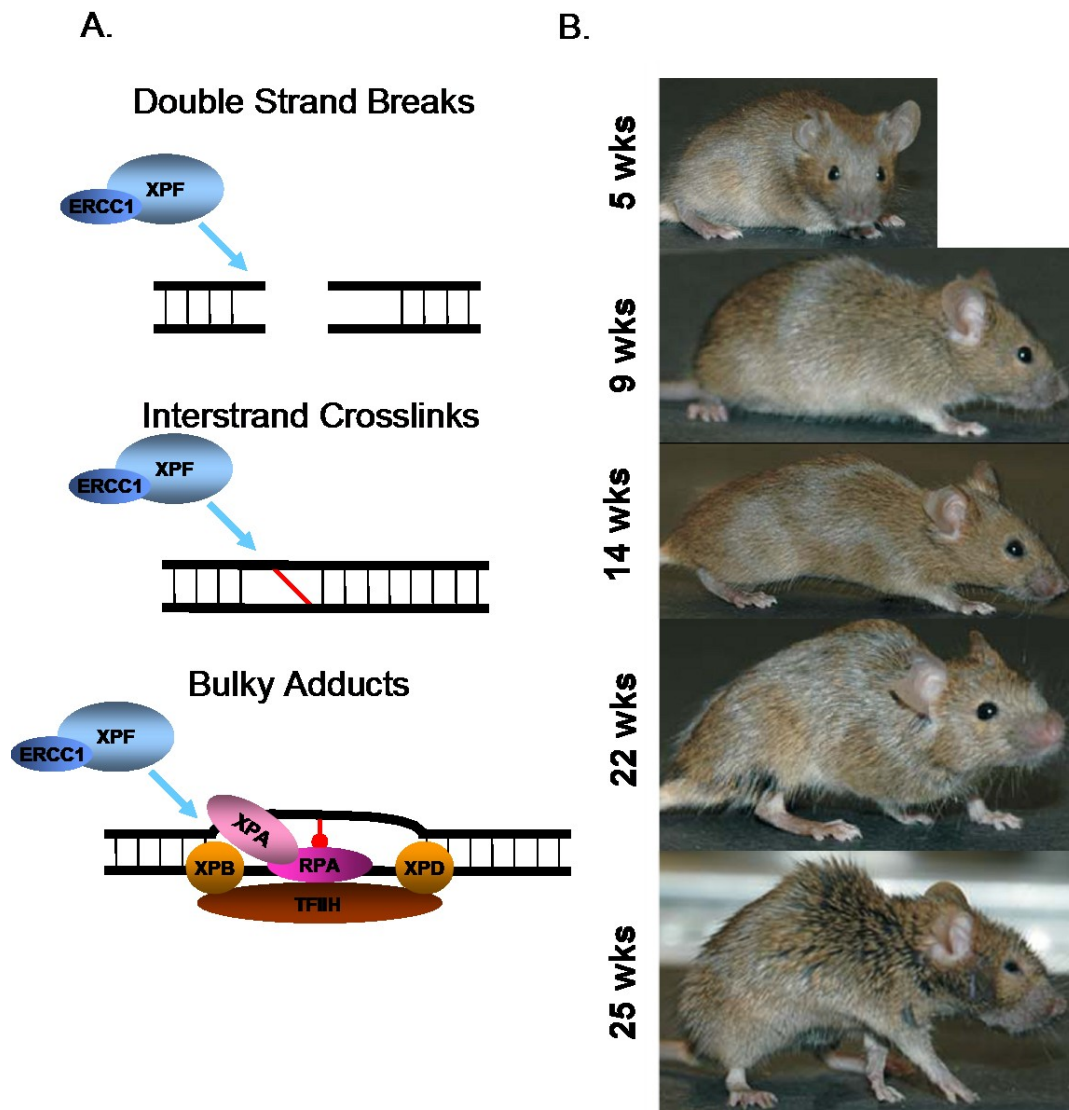 A.
Double Strand Breaks
XPF
ERCC1
Interstrand Crosslinks
XPF
ERCC1
Bulky Adducts
XPF
ERCC1
XPA
XPB
RPA
XPD
TFIIH
B.
5 wks
9 wks
14 wks
22 wks
25 wks